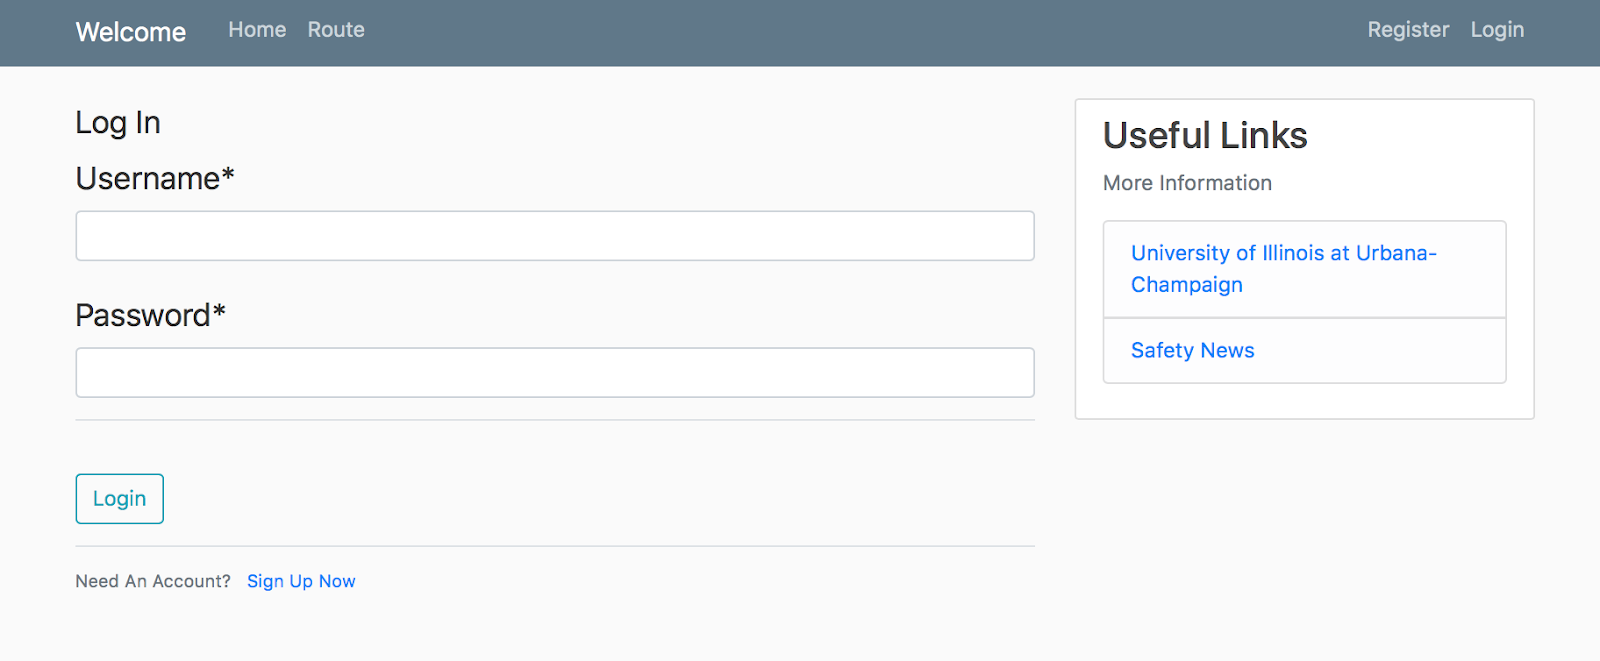 Welcome Home Route Register Login
Log In
Username*
Password*
Login
Need An Account? Sign Up Now
Useful Links
More Information
University of Illinois at Urbana-
Champaign
Safety News